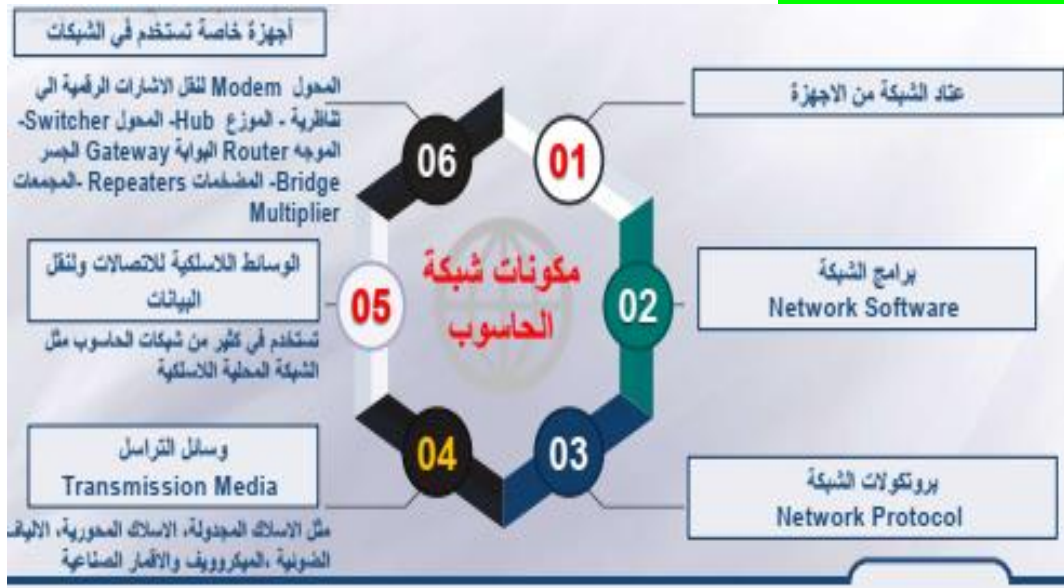 مكونات شبكة
الحاسوب
01
عتاد الشبكة من الاجهزة
02
برامج الشبكة
Network Software
03
بروتكولات الشبكة
Network Protocol
04
وسائل التراسل
Transmission Media
مثل الاسلاك المجدولة، الاسلاك المحورية، الالياف
الضوئية ،الميكروويف والاقمار الصناعية
05
الوسائط اللاسلكية للاتصالات ولنقل
البيانات
تستخدم في كثير من شبكات الحاسوب مثل
الشبكة المحلية اللاسلكية
06
أجهزة خاصة تستخدم في الشبكات
المحول Modem لنقل الاشارات الرقمية الي
تناظرية - الموزع Hub- المحول Switcher-
الموجه Router البوابة Gateway الجسر
Bridge- المضخمات Repeaters -المجمعات
Multiplier